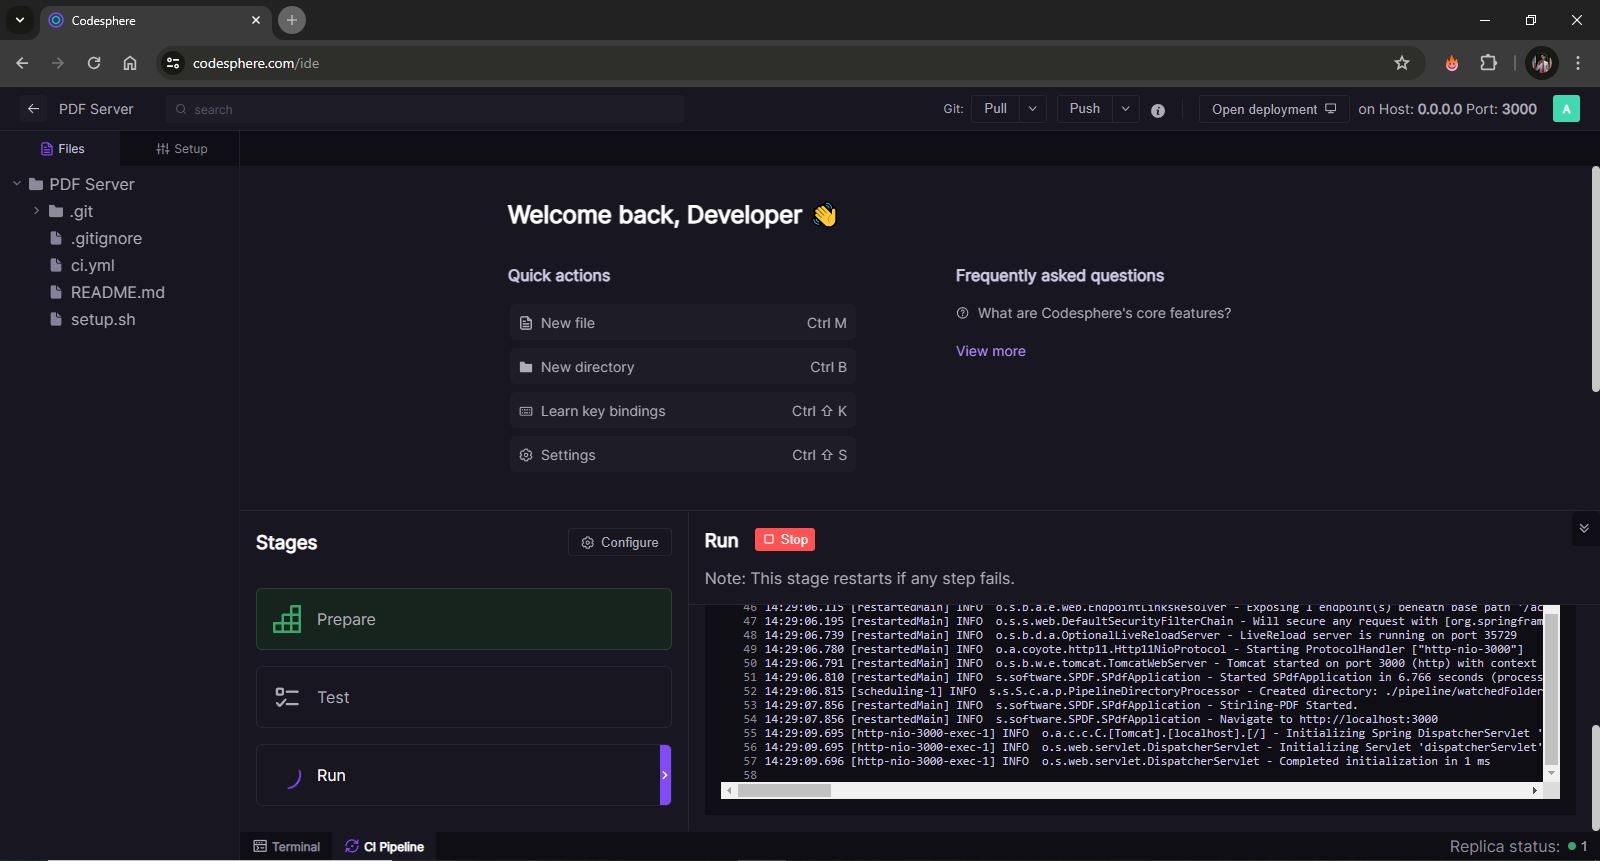 Codesphere
codesphere.com/ide
PDF Server
search
Git:
Pull
Push
Open deployment
on Host: 0.0.0.0 Port: 3000
A
Files
Setup
PDF Server
.git
.gitignore
ci.yml
README.md
setup.sh
Welcome back, Developer 👋
Quick actions
New file Ctrl M
New directory Ctrl B
Learn key bindings Ctrl ⇧ K
Settings Ctrl ⇧ S
Frequently asked questions
What are Codesphere's core features?
View more
Stages
Configure
Prepare
Test
Run
Run
Stop
Note: This stage restarts if any step fails.
46 14:29:06.115 [restartedMain] INFO  o.s.b.a.e.web.EndpointLinksResolver - Exposing 1 endpoint(s) beneath base path '/ac
47 14:29:06.195 [restartedMain] INFO  o.s.s.web.DefaultSecurityFilterChain - Will secure any request with [org.springfram
48 14:29:06.739 [restartedMain] INFO  o.s.b.d.a.OptionalLiveReloadServer - LiveReload server is running on port 35729
49 14:29:06.780 [restartedMain] INFO  o.a.coyote.http11.Http11NioProtocol - Starting ProtocolHandler ["http-nio-3000"]
50 14:29:06.791 [restartedMain] INFO  o.s.b.w.e.tomcat.TomcatWebServer - Tomcat started on port 3000 (http) with context
51 14:29:06.810 [restartedMain] INFO  s.software.SPDF.SPdfApplication - Started SPdfApplication in 6.766 seconds (process
52 14:29:06.815 [scheduling-1] INFO  s.s.S.c.a.p.PipelineDirectoryProcessor - Created directory: ./pipeline/watchedFolder
53 14:29:07.856 [restartedMain] INFO  s.software.SPDF.SPdfApplication - Stirling-PDF Started.
54 14:29:07.856 [restartedMain] INFO  s.software.SPDF.SPdfApplication - Navigate to http://localhost:3000
55 14:29:09.695 [http-nio-3000-exec-1] INFO  o.a.c.c.C.[Tomcat].[localhost].[/] - Initializing Spring DispatcherServlet '
56 14:29:09.695 [http-nio-3000-exec-1] INFO  o.s.web.servlet.DispatcherServlet - Initializing Servlet 'dispatcherServlet'
57 14:29:09.696 [http-nio-3000-exec-1] INFO  o.s.web.servlet.DispatcherServlet - Completed initialization in 1 ms
58
Terminal
CI Pipeline
Replica status: 1